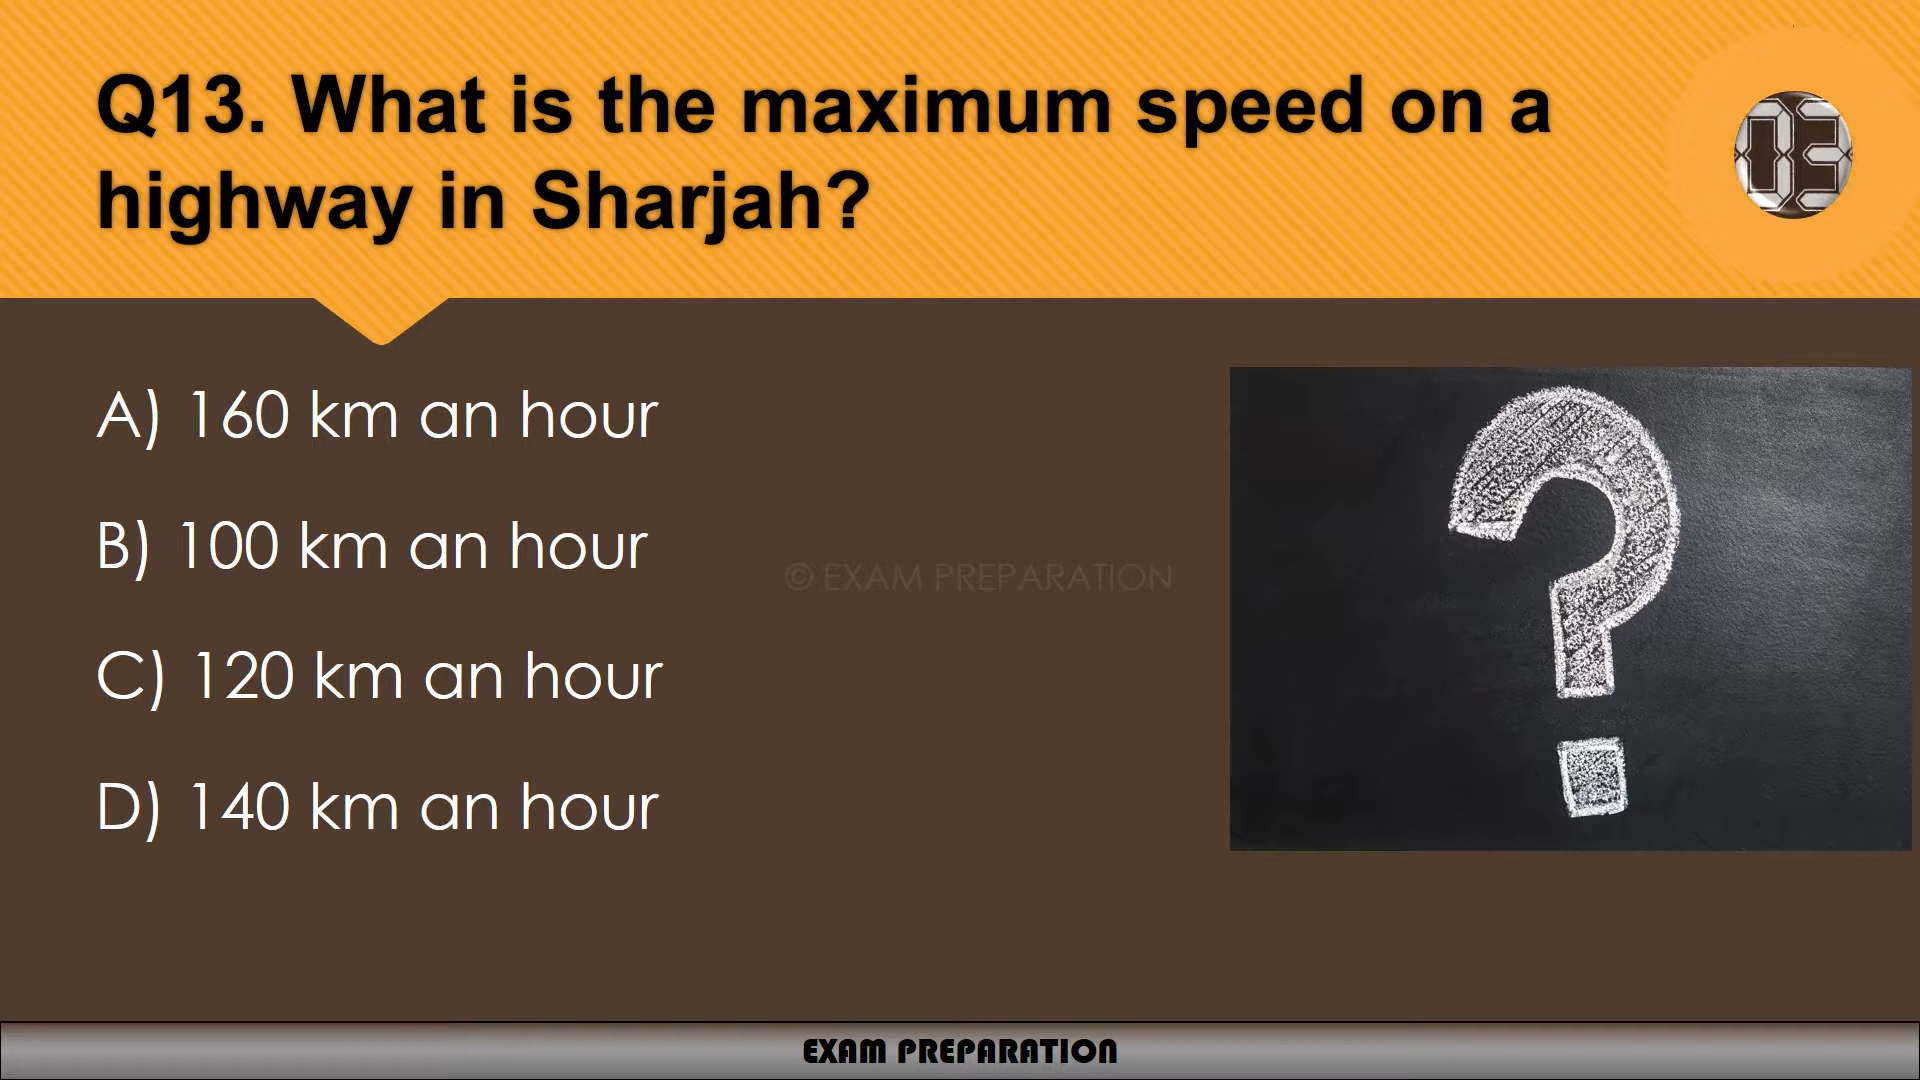 Q13. What is the maximum speed on a
highway in Sharjah?
03
A) 160 km an hour
B) 100 km an hour
C) 120 km an hour
D) 140 km an hour
© EXAM PREPARATION
EXAM PREPARATION